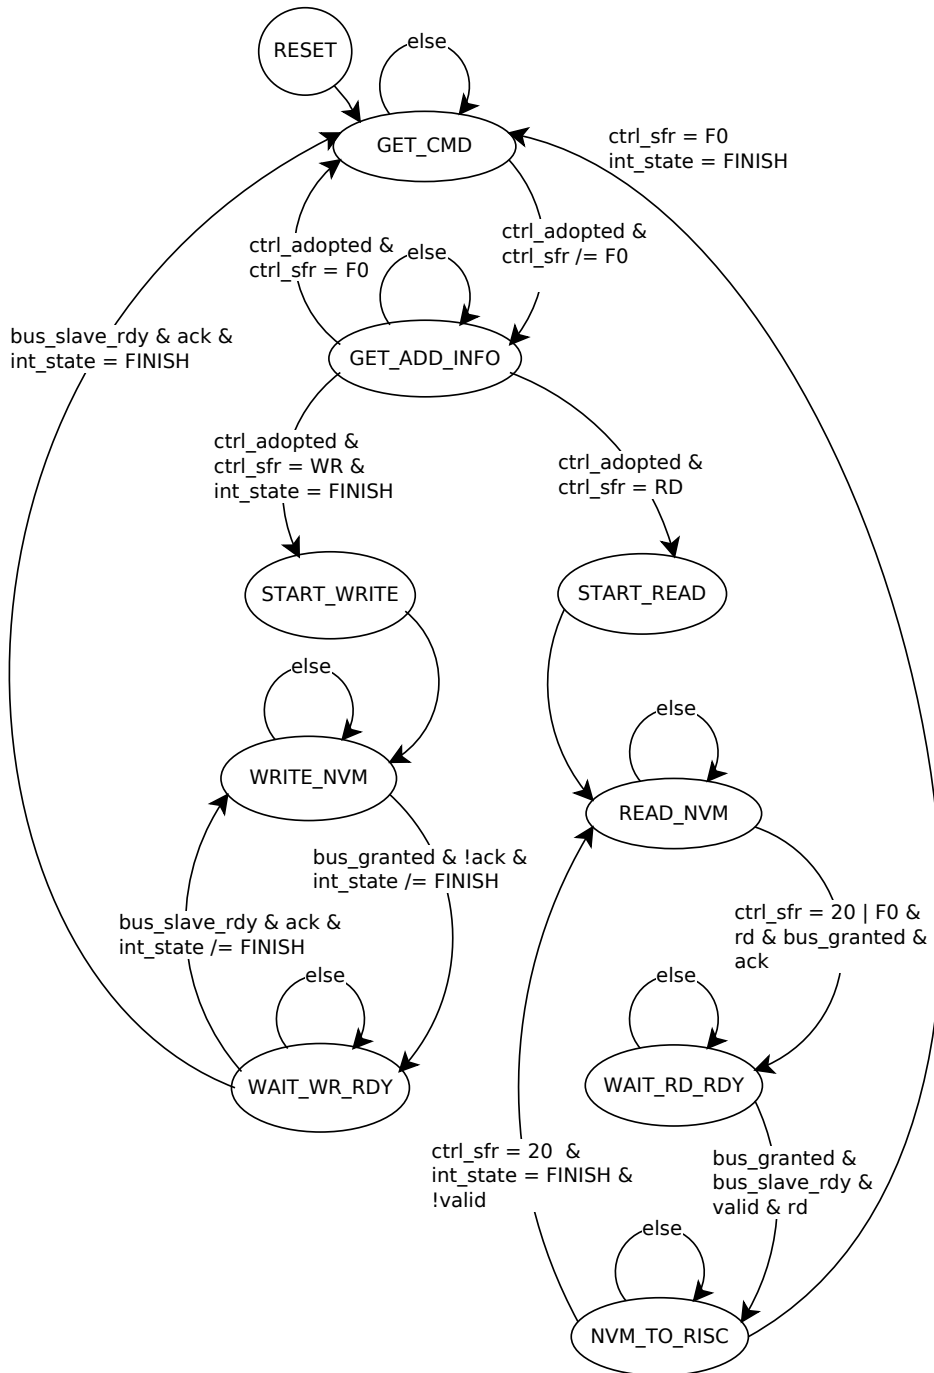 RESET
else
GET_CMD
ctrl_sfr = F0
int_state = FINISH
ctrl_adopted &
ctrl_sfr = F0
else
ctrl_adopted &
ctrl_sfr /= F0
bus_slave_rdy & ack &
int_state = FINISH
GET_ADD_INFO
ctrl_adopted &
ctrl_sfr = WR &
int_state = FINISH
ctrl_adopted &
ctrl_sfr = RD
START_WRITE
START_READ
else
else
WRITE_NVM
READ_NVM
bus_granted & !ack &
int_state /= FINISH
bus_slave_rdy & ack &
int_state /= FINISH
ctrl_sfr = 20 | F0 &
rd & bus_granted &
ack
else
else
WAIT_WR_RDY
WAIT_RD_RDY
ctrl_sfr = 20  &
int_state = FINISH &
!valid
bus_granted &
bus_slave_rdy &
valid & rd
else
NVM_TO_RISC